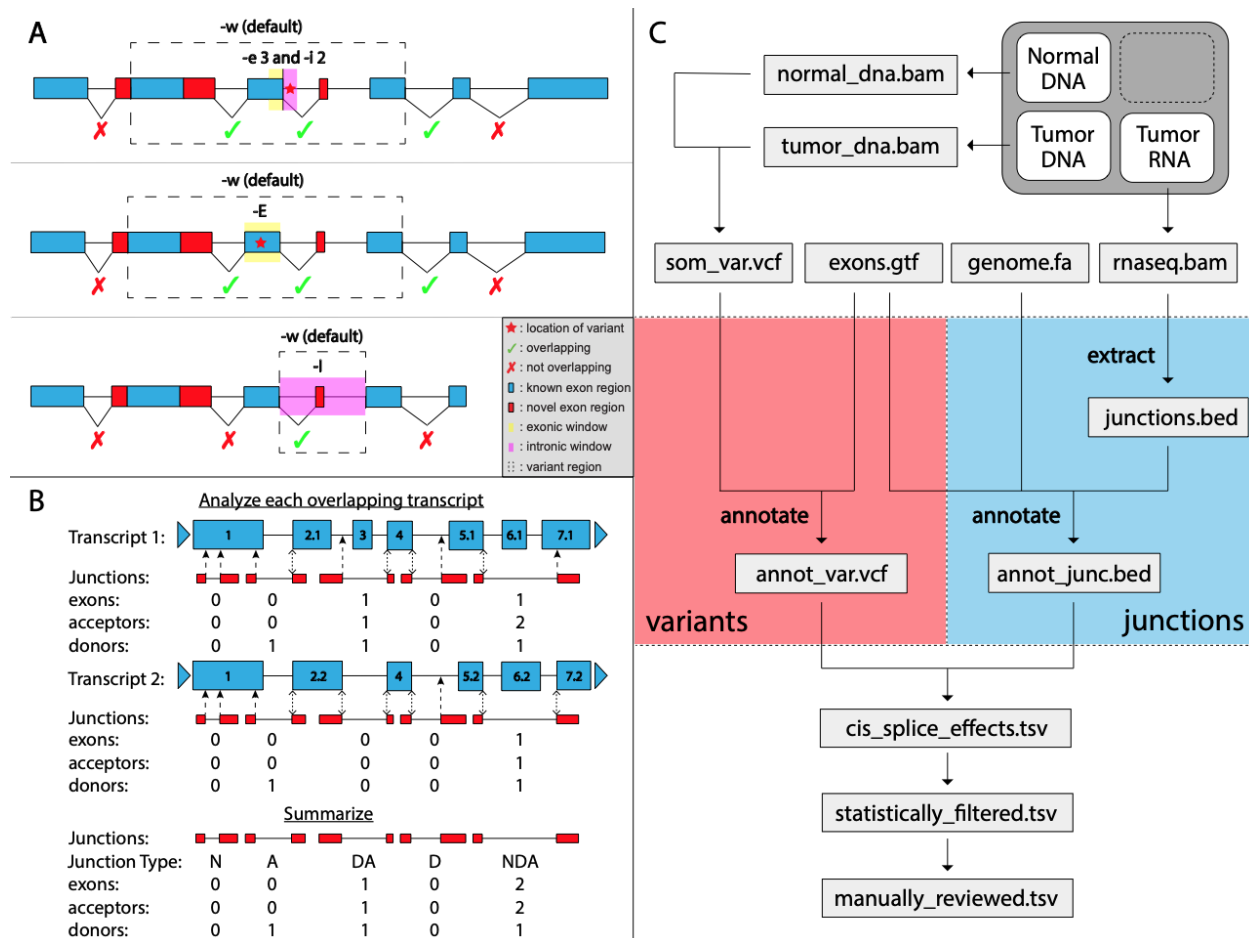 A
-w (default)
-e 3 and -i 2
-w (default)
-E
-w (default)
-I
: location of variant
: overlapping
: not overlapping
: known exon region
: novel exon region
: exonic window
: intronic window
: variant region
B
Analyze each overlapping transcript
Transcript 1:
1 2.1 3 4 5.1 6.1 7.1
Junctions:
exons: 0 0 1 0 1
acceptors: 0 0 1 0 2
donors: 0 1 1 0 1
Transcript 2:
1 2.2 4 5.2 6.2 7.2
Junctions:
exons: 0 0 0 0 1
acceptors: 0 0 0 0 1
donors: 0 1 0 0 1
Summarize
Junctions:
Junction Type: N A DA D NDA
exons: 0 0 1 0 2
acceptors: 0 0 1 0 2
donors: 0 1 1 0 1
C
Normal
DNA
Tumor
DNA
Tumor
RNA
normal_dna.bam
tumor_dna.bam
som_var.vcf
exons.gtf
genome.fa
rnaseq.bam
extract
junctions.bed
annotate
annotate
annot_var.vcf
annot_junc.bed
variants
junctions
cis_splice_effects.tsv
statistically_filtered.tsv
manually_reviewed.tsv